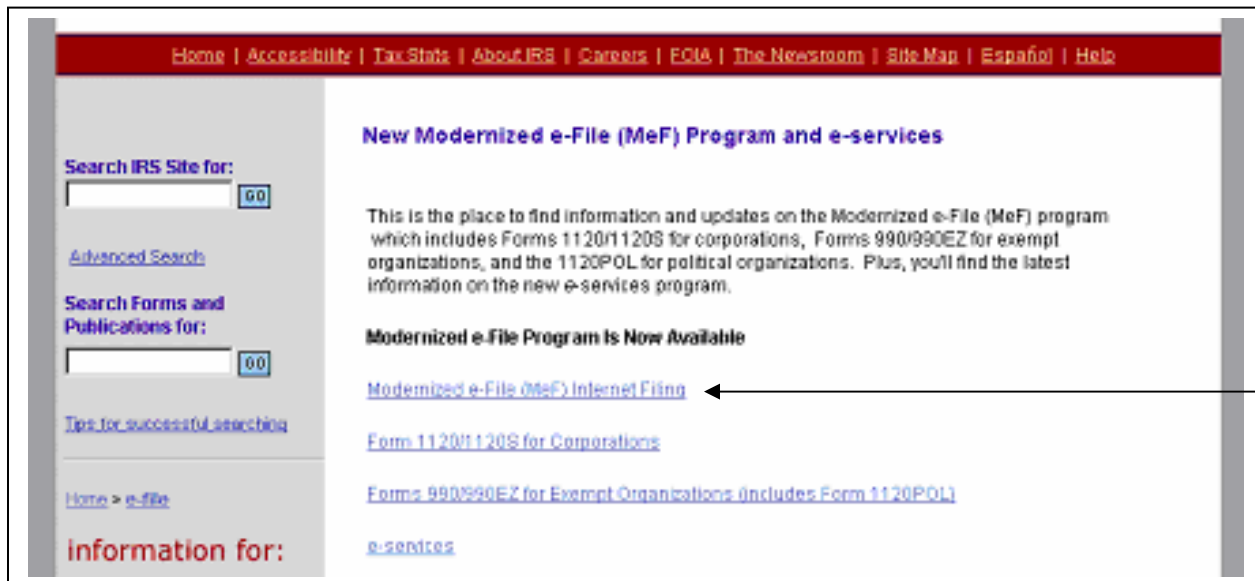 Home | Accessibility | Tax Stats | About IRS | Careers | FOIA | The Newsroom | Site Map | Español | Help
Search IRS Site for:
GO
Advanced Search
Search Forms and
Publications for:
GO
Tips for successful searching
Home > e-file
information for:
New Modernized e-File (MeF) Program and e-services
This is the place to find information and updates on the Modernized e-File (MeF) program
which includes Forms 1120/1120S for corporations, Forms 990/990EZ for exempt
organizations, and the 1120POL for political organizations. Plus, you'll find the latest
information on the new e-services program.
Modernized e-File Program Is Now Available
Modernized e-File (MeF) Internet Filing
Form 1120/1120S for Corporations
Forms 990/990EZ for Exempt Organizations (includes Form 1120POL)
e-services